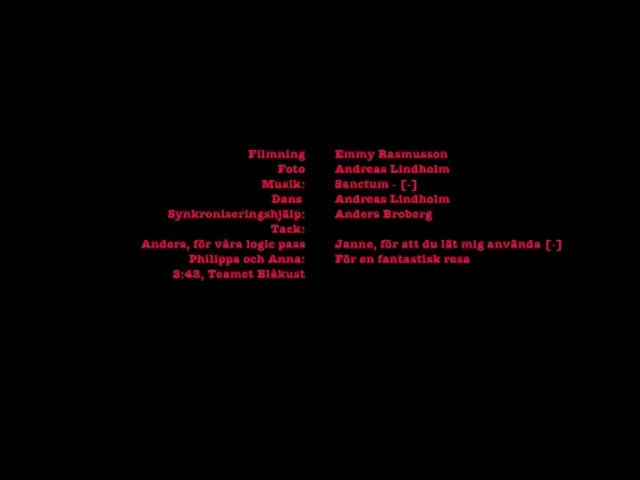 Filmning Emmy Rasmusson
Foto Andreas Lindholm
Musik: Sanctum - [-]
Dans Andreas Lindholm
Synkroniseringshjälp: Anders Broberg
Tack:
Anders, för våra logic pass Janne, för att du lät mig använda [-]
Philippa och Anna: För en fantastisk resa
2:42, Teamet Blåkust